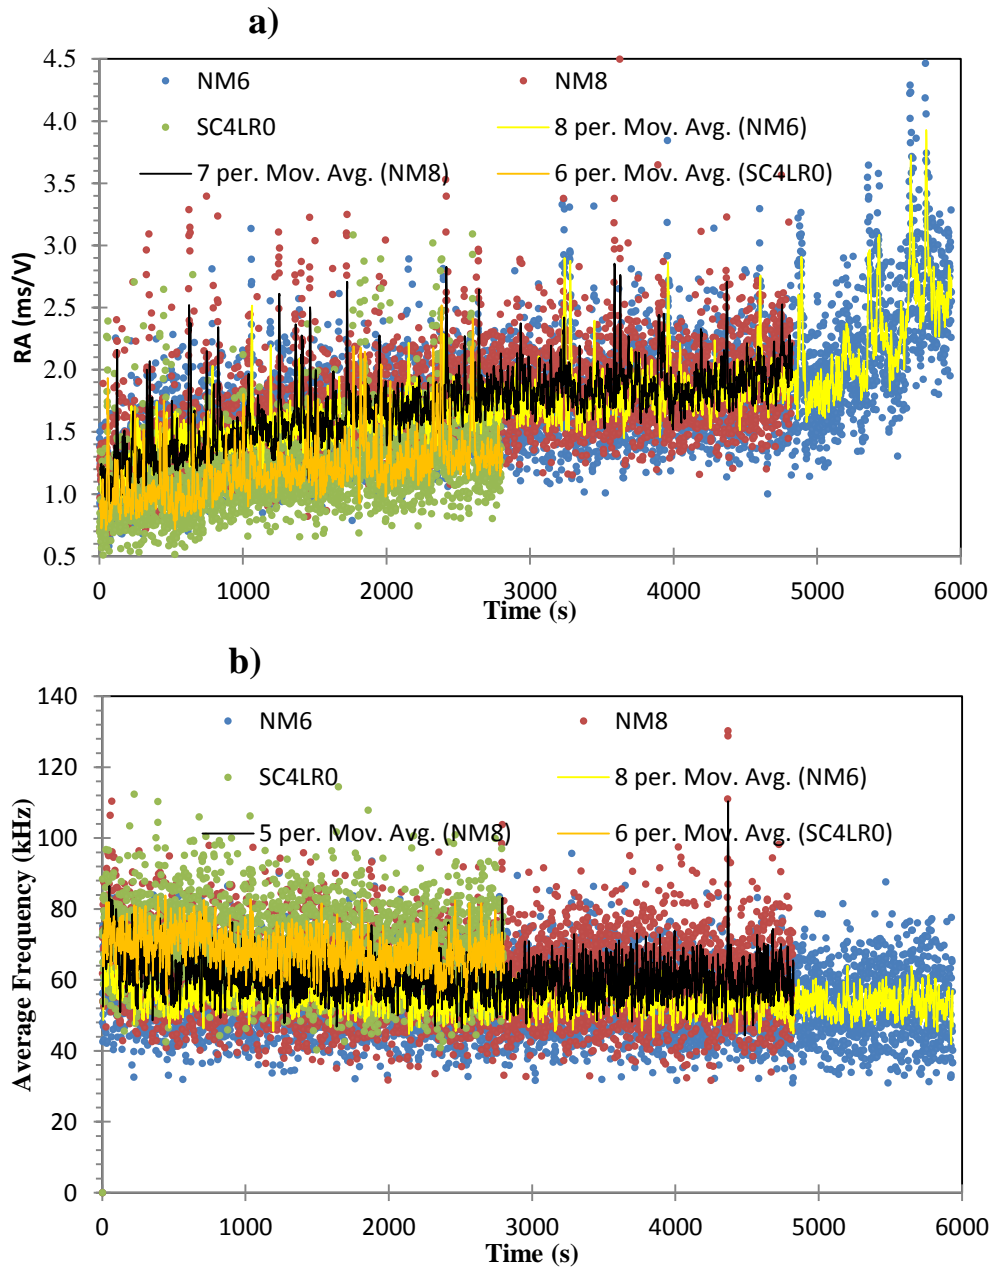 a)
4.5
NM6 NM8
4.0
SC4LR0 8 per. Mov. Avg. (NM6)
3.5
7 per. Mov Avg. (NM8) 6 per. Mov. Avg. (SC4LR0)
3.0
2.5
2.0
1.5
1.0
0.5
RA (ms/V)
0 1000 2000 3000 4000 5000 6000
Time (s)
b)
140
NM6 NM8
120
SC4LR0 8 per. Mov. Avg. (NM6)
100
5 per. Mov. Avg. (NM8) 6 per. Mov. Avg. (SC4LR0)
80
60
40
20
0
Average Frequency (kHz)
0 1000 2000 3000 4000 5000 6000
Time (s)